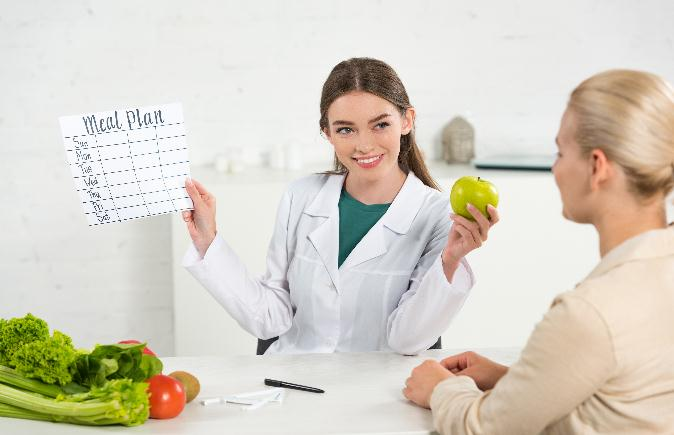 Meal Plan
Sun
Mon
Tue
Wed
Thu
Fri
Sat